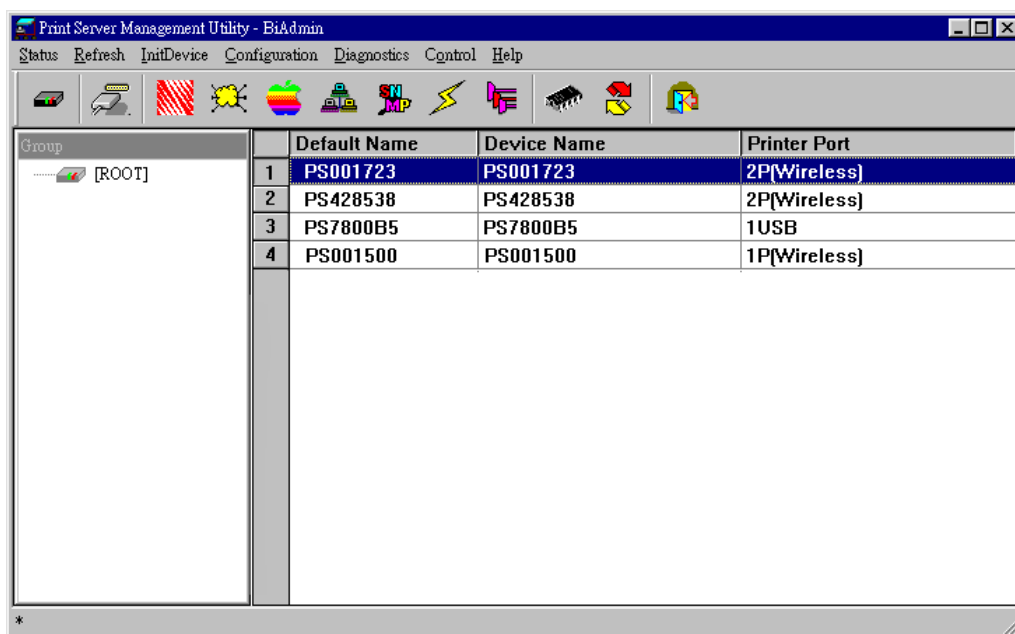 Print Server Management Utility - BiAdmin
Status Refresh InitDevice Configuration Diagnostics Control Help
SNMP
Group
[ROOT]
Default Name Device Name Printer Port
1 PS001723 PS001723 2P(Wireless)
2 PS428538 PS428538 2P(Wireless)
3 PS7800B5 PS7800B5 1USB
4 PS001500 PS001500 1P(Wireless)
*